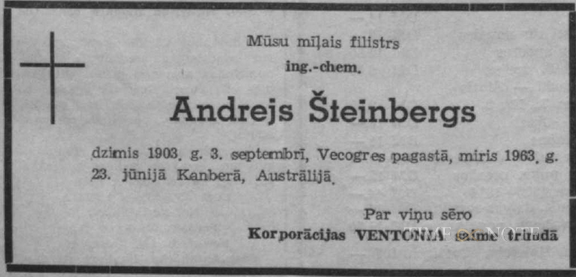 Mūsu mīļais filistrs
ing.-chem.
Andrejs Šteinbergs
dzimis 1903. g. 3. septembrī, Vecogres pagastā, miris 1963. g.
23. jūnijā Kanberā, Austrālijā.
Par viņu sēro
Korporācijas VENTONIA saime trimdā